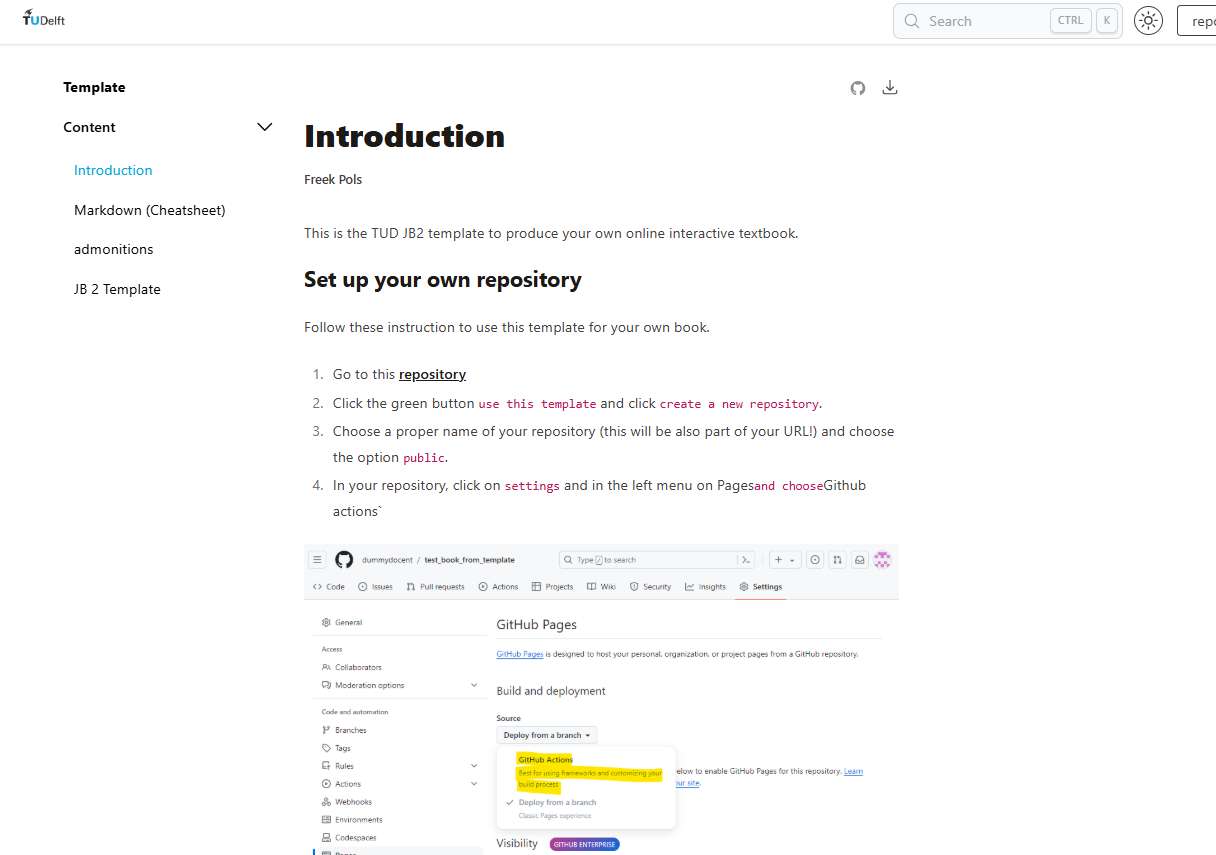 TUDelft
Search CTRL K
Template
Content
Introduction
Markdown (Cheatsheet)
admonitions
JB 2 Template
Introduction
Freek Pols
This is the TUD JB2 template to produce your own online interactive textbook.
Set up your own repository
Follow these instruction to use this template for your own book.
1. Go to this repository
2. Click the green button use this template and click create a new repository.
3. Choose a proper name of your repository (this will be also part of your URL!) and choose
the option public.
4. In your repository, click on settings and in the left menu on Pagesand chooseGithub
actions`
dummydocent / test_book_from_template
Type / to search
Code Issues Pull requests Actions Projects Wiki Security Insights Settings
General
Access
Collaborators
Moderation options
Code and automation
Branches
Tags
Rules
Actions
Webhooks
Environments
Codespaces
Pages
GitHub Pages
GitHub Pages is designed to host your personal, organization, or project pages from a GitHub repository.
Build and deployment
Source
Deploy from a branch
GitHub Actions
Best for using frameworks and customizing your
build process
Deploy from a branch
Classic Pages experience
below to enable GitHub Pages for this repository. Learn
our site.
Visibility GITHUB ENTERPRISE